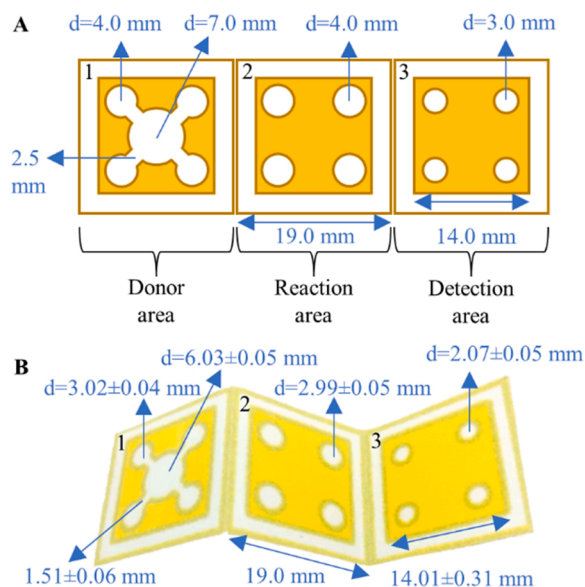 A
d=4.0 mm d=7.0 mm d=4.0 mm d=3.0 mm
1 2 3
2.5
mm
19.0 mm 14.0 mm
Donor
area
Reaction
area
Detection
area
B
d=6.03±0.05 mm d=2.07±0.05 mm
d=3.02±0.04 mm d=2.99±0.05 mm
1 2 3
1.51±0.06 mm 19.0 mm 14.01±0.31 mm